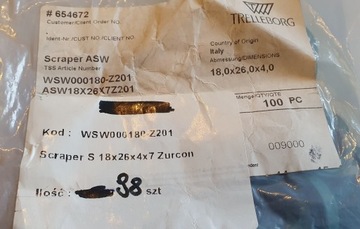 # 654672
Customer/Client Order NO.
Ident-Nr./CUST NO./CLIENT NO.
TRELLEBORG
Country of Origin
Italy
Scraper ASW
TSS Article Number
WSW000180-Z201
ASW18X26X7Z201
Abmessung/DIMENSIONS
18,0x26,0x4,0
Menge/QTY/QTE
100 PC
Kod : WSW000180-Z201
Scraper S 18x26x4x7 Zurcon
009000
Ilość : 98 szt